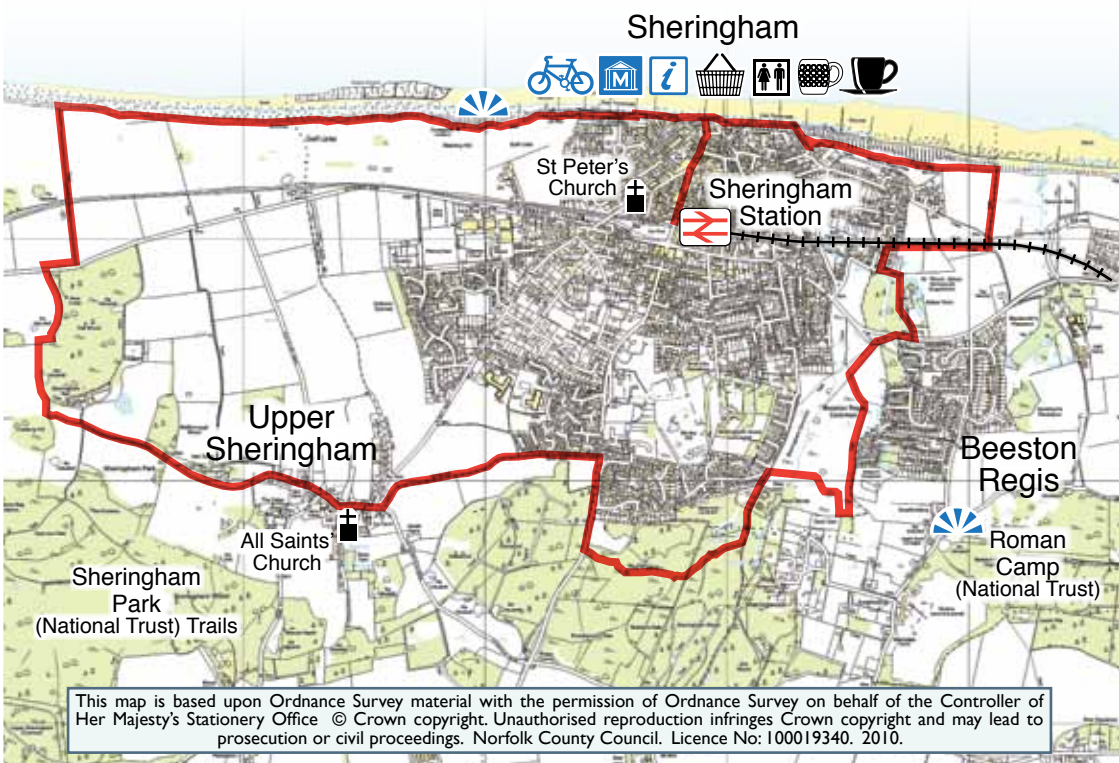 Sheringham
M
i
St Peter's
Church
Sheringham
Station
Upper
Sheringham
Beeston
Regis
All Saints'
Church
Roman
Camp
(National Trust)
Sheringham
Park
(National Trust) Trails
Sheringham Park
This map is based upon Ordnance Survey material with the permission of Ordnance Survey on behalf of the Controller of
Her Majesty's Stationery Office © Crown copyright. Unauthorised reproduction infringes Crown copyright and may lead to
prosecution or civil proceedings. Norfolk County Council. Licence No: 100019340. 2010.